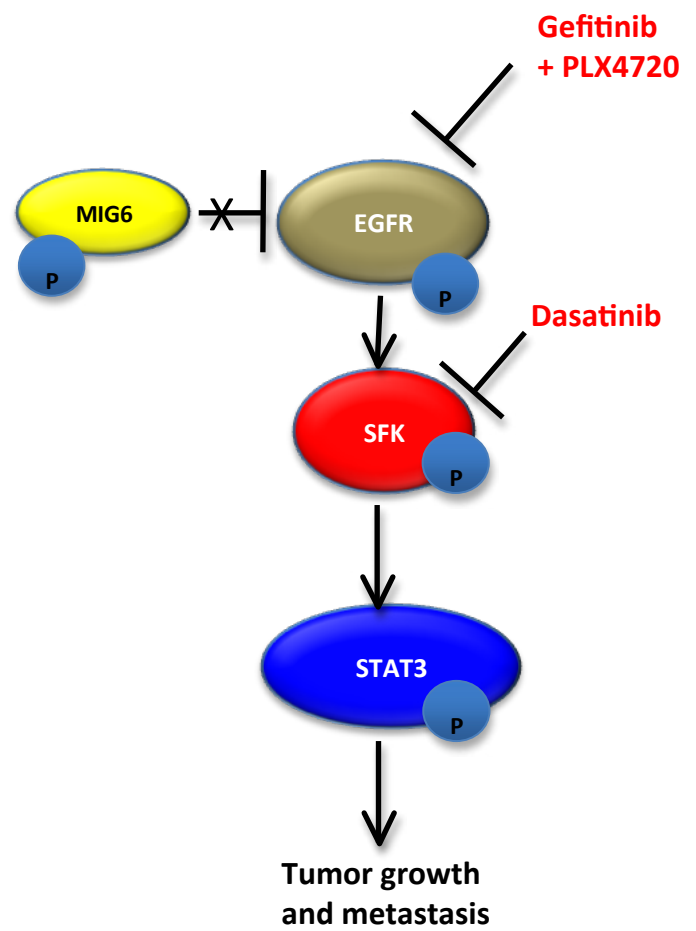 Gefitinib
+ PLX4720
MIG6
P
EGFR
P
Dasatinib
SFK
P
STAT3
P
Tumor growth
and metastasis